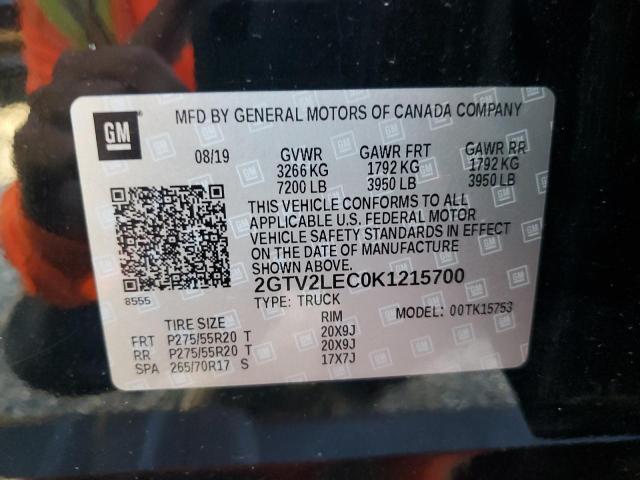 GM
MFD BY GENERAL MOTORS OF CANADA COMPANY
08/19 GVWR GAWR FRT GAWR RR
3266 KG 1792 KG 1792 KG
7200 LB 3950 LB 3950 LB
THIS VEHICLE CONFORMS TO ALL
APPLICABLE U.S. FEDERAL MOTOR
VEHICLE SAFETY STANDARDS IN EFFECT
ON THE DATE OF MANUFACTURE
SHOWN ABOVE.
8555
2GTV2LEC0K1215700
TYPE: TRUCK
MODEL: 00TK15753
TIRE SIZE RIM
FRT P275/55R20 T 20X9J
RR P275/55R20 T 20X9J
SPA 265/70R17 S 17X7J